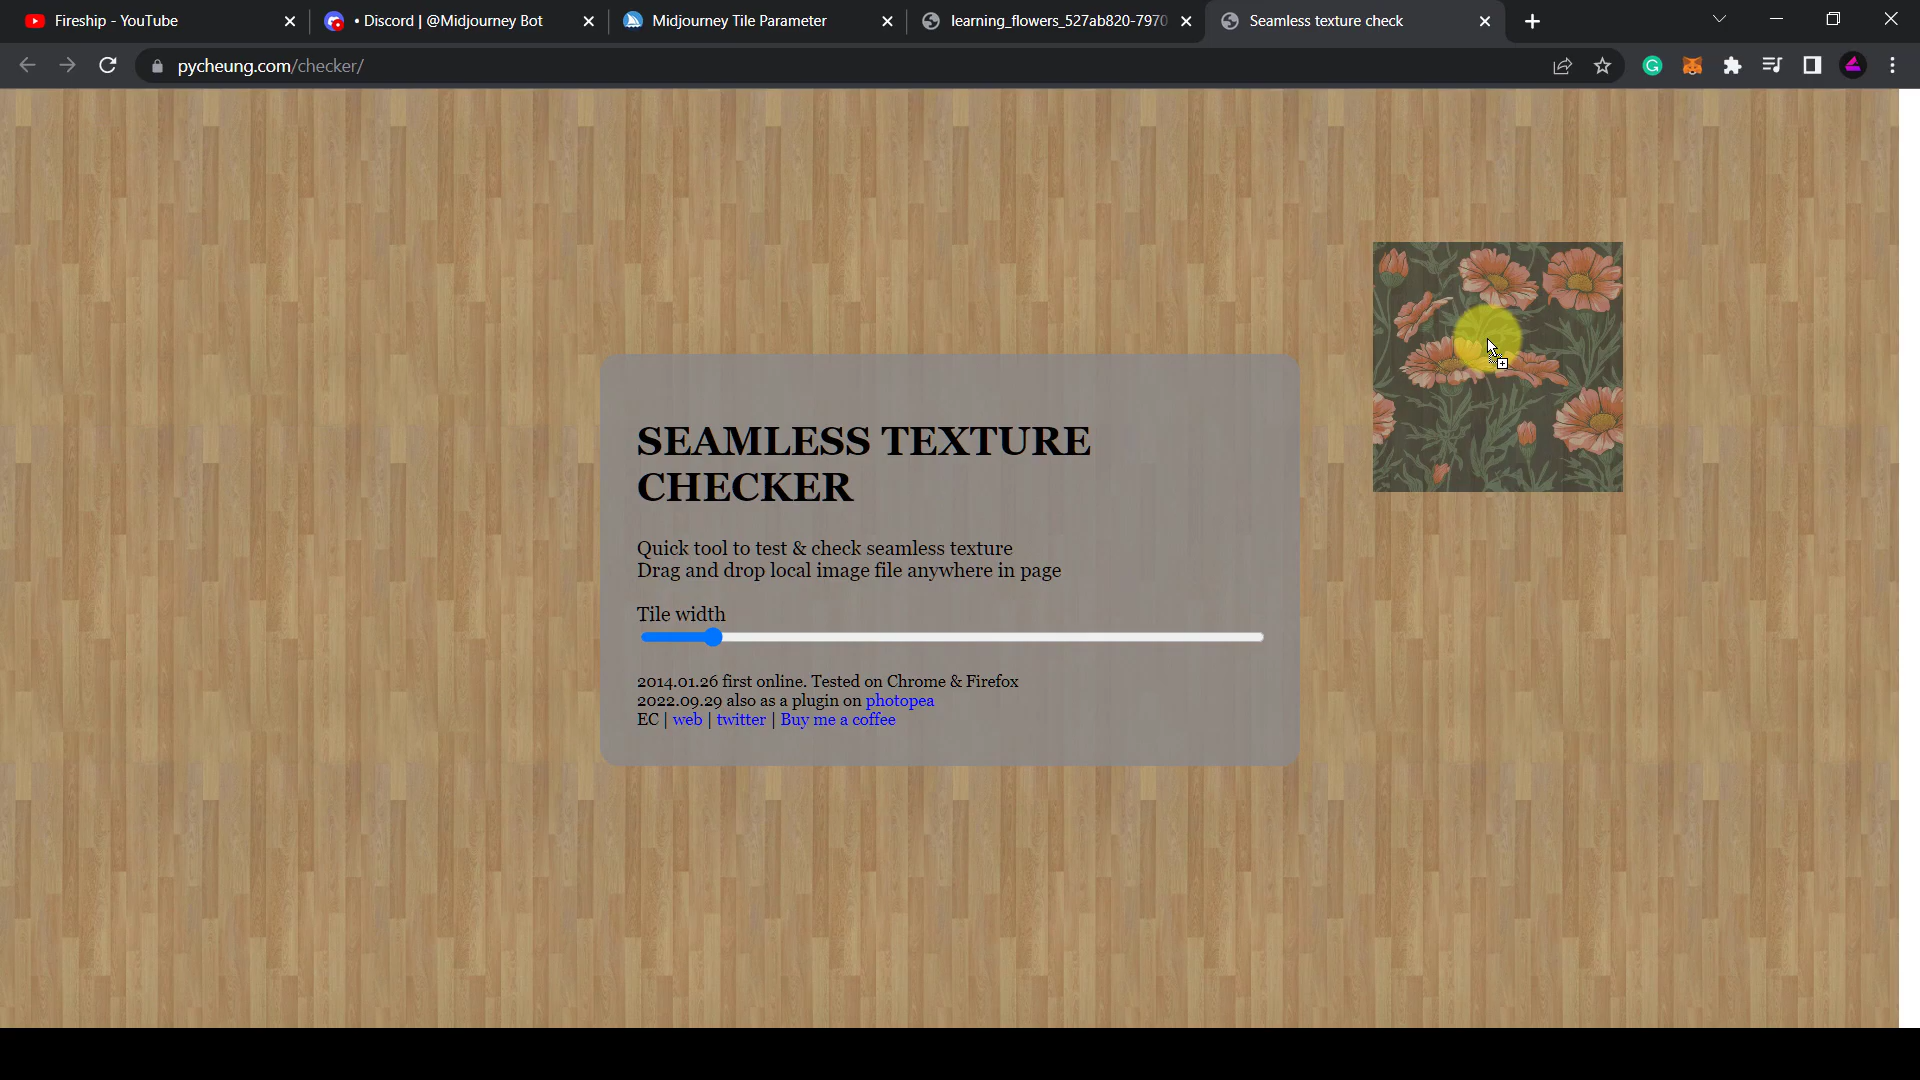 Fireship - YouTube
• Discord | @Midjourney Bot
Midjourney Tile Parameter
learning_flowers_527ab820-7970
Seamless texture check
pycheung.com/checker/
SEAMLESS TEXTURE
CHECKER
Quick tool to test & check seamless texture
Drag and drop local image file anywhere in page
Tile width
2014.01.26 first online. Tested on Chrome & Firefox
2022.09.29 also as a plugin on photopea
EC | web | twitter | Buy me a coffee